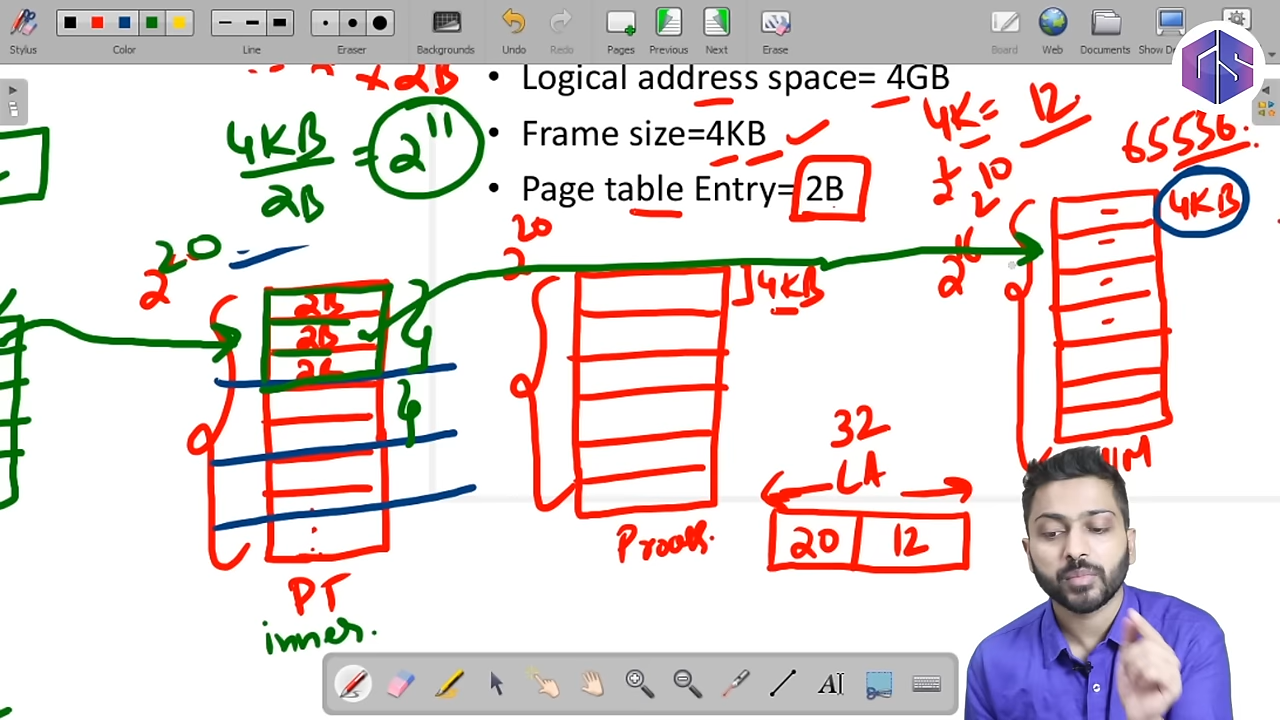 Stylus Color Line Eraser Backgrounds Undo Redo Pages Previous Next Erase Board Web Documents
× 2B
• Logical address space= 4GB
• Frame size=4KB
• Page table Entry= 2B
4KB
2B
= 2^11
4K= 12
2^10
65536
4KB
2^20
2^20
2^16
2B
2B
4
4
4KB
PT
inner.
Process.
32
LA
20 12